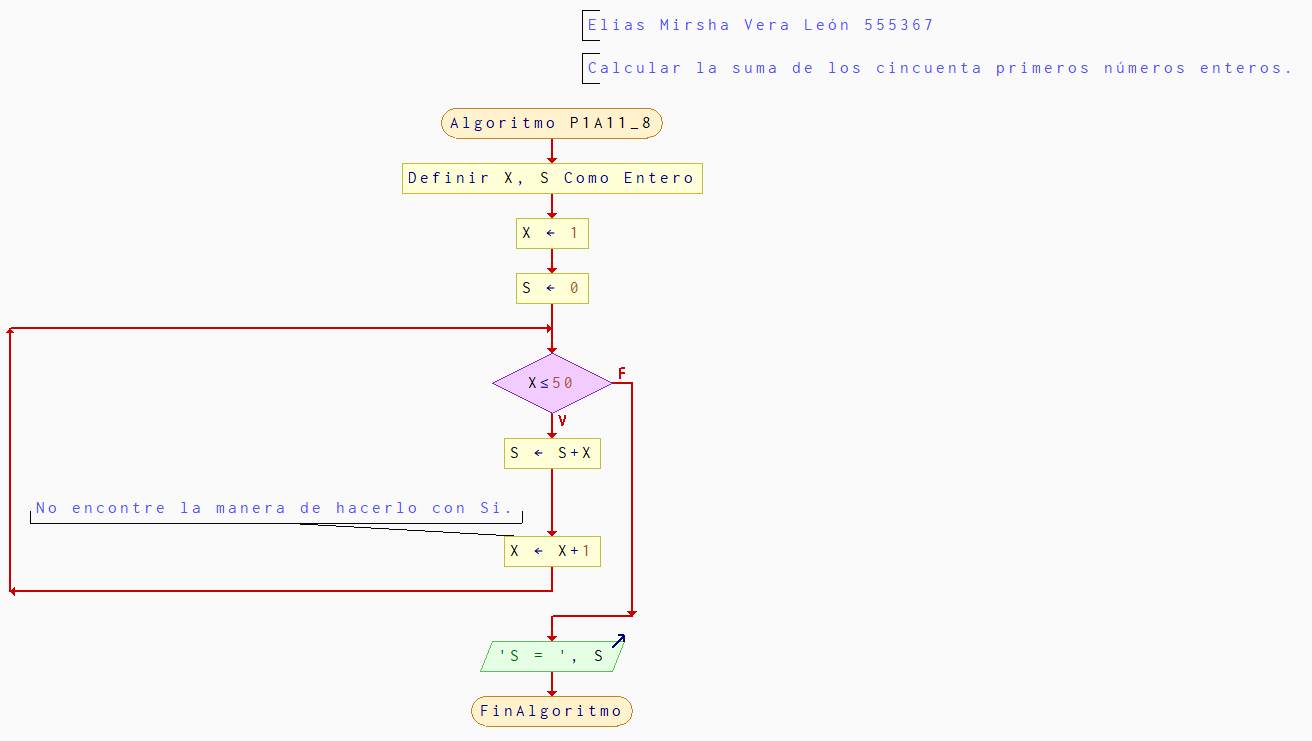 Elias Mirsha Vera León 555367
Calcular la suma de los cincuenta primeros números enteros.
Algoritmo P1A11_8
Definir X, S Como Entero
X ← 1
S ← 0
X≤50
F
V
S ← S+X
No encontre la manera de hacerlo con Si.
X ← X+1
'S = ', S
FinAlgoritmo